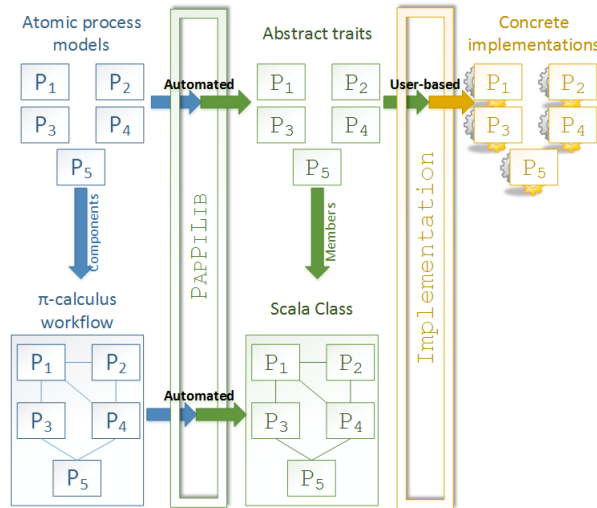 Atomic process
models
Abstract traits
Concrete
implementations
P1 P2
P3 P4
P5
Automated
P1 P2
P3 P4
P5
User-based
P1 P2
P3 P4
P5
Components
PAPPILIB
Members
Implementation
π-calculus
workflow
Scala Class
P1 P2
P3 P4
P5
Automated
P1 P2
P3 P4
P5